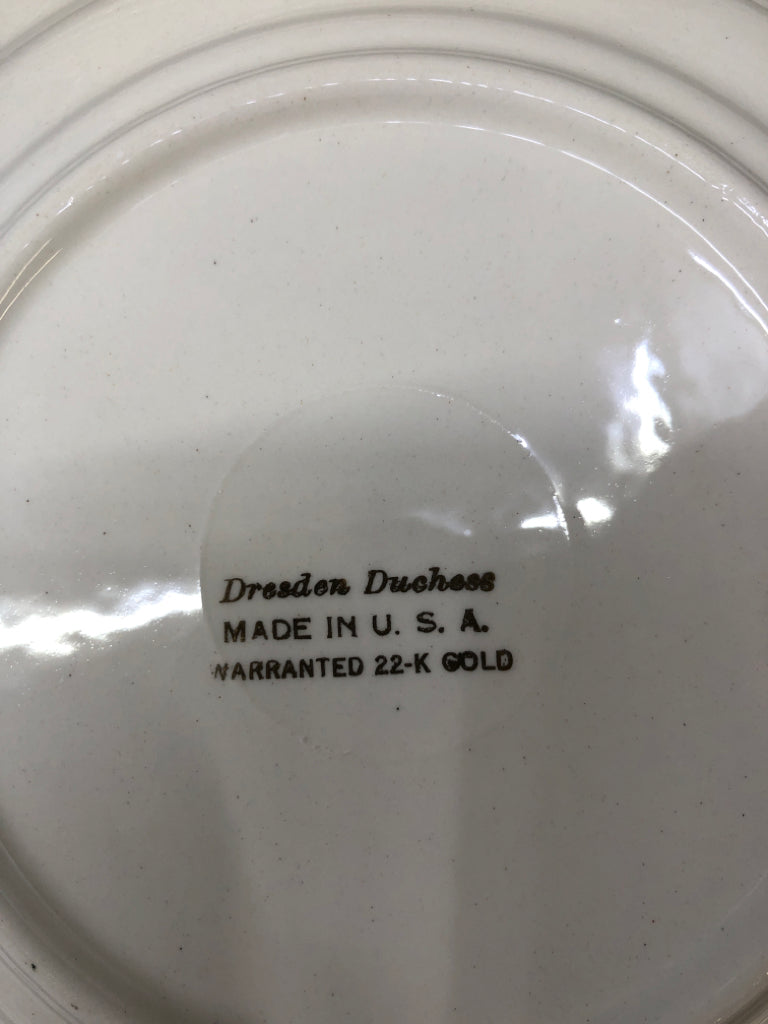 Dresden Duchess
MADE IN U. S. A.
WARRANTED 22-K GOLD